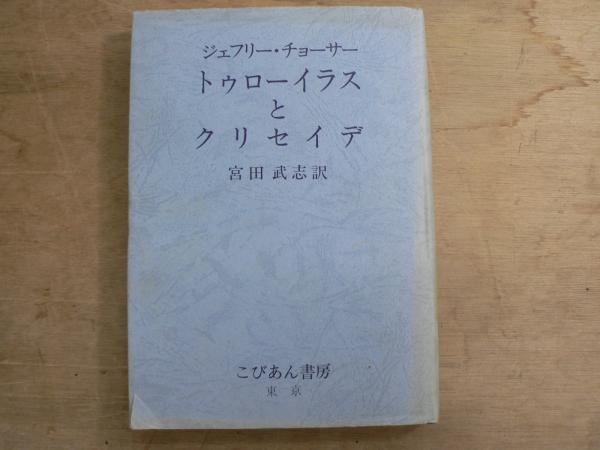 ジェフリー・チョーサー
トゥローイラス
と
クリセイデ
宮田 武志訳
こびあん書房
東京